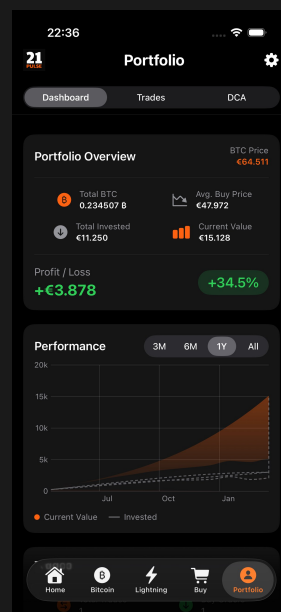 22:36
21
PULSE
Portfolio
Dashboard Trades DCA
Portfolio Overview
BTC Price
€64.511
Total BTC
0.234507 ₿
Avg. Buy Price
€47.972
Total Invested
€11.250
Current Value
€15.128
Profit / Loss
+€3.878
+34.5%
Performance
3M 6M 1Y All
20k
15k
10k
5k
0
Jul Oct Jan
Current Value Invested
Home Bitcoin Lightning Buy Portfolio